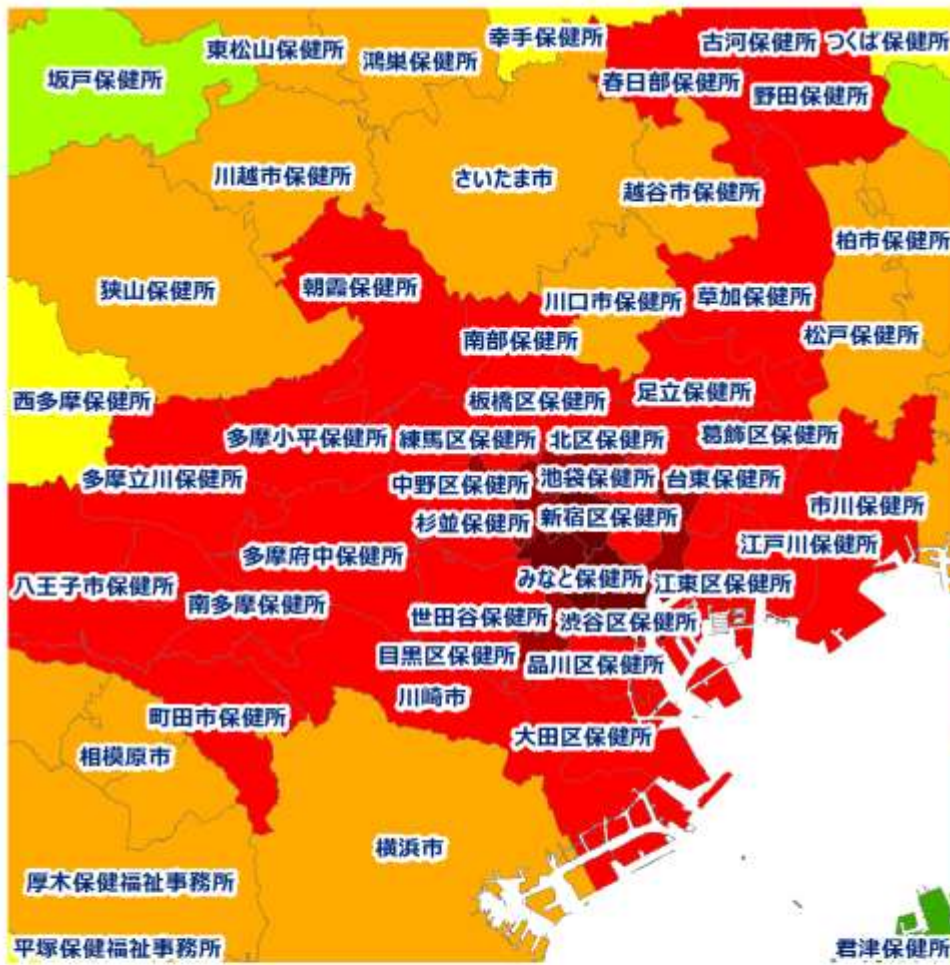 幸手保健所
古河保健所
つくば保健所
東松山保健所
鴻巣保健所
坂戸保健所
春日部保健所
野田保健所
川越市保健所
さいたま市
越谷市保健所
柏市保健所
狭山保健所
朝霞保健所
川口市保健所
草加保健所
南部保健所
松戸保健所
西多摩保健所
板橋区保健所
足立保健所
多摩小平保健所
練馬区保健所
北区保健所
葛飾区保健所
多摩立川保健所
中野区保健所
池袋保健所
台東保健所
市川保健所
杉並保健所
新宿区保健所
江戸川保健所
多摩府中保健所
八王子市保健所
みなと保健所
江東区保健所
南多摩保健所
世田谷保健所
渋谷区保健所
目黒区保健所
品川区保健所
川崎市
町田市保健所
大田区保健所
相模原市
横浜市
厚木保健福祉事務所
平塚保健福祉事務所
君津保健所